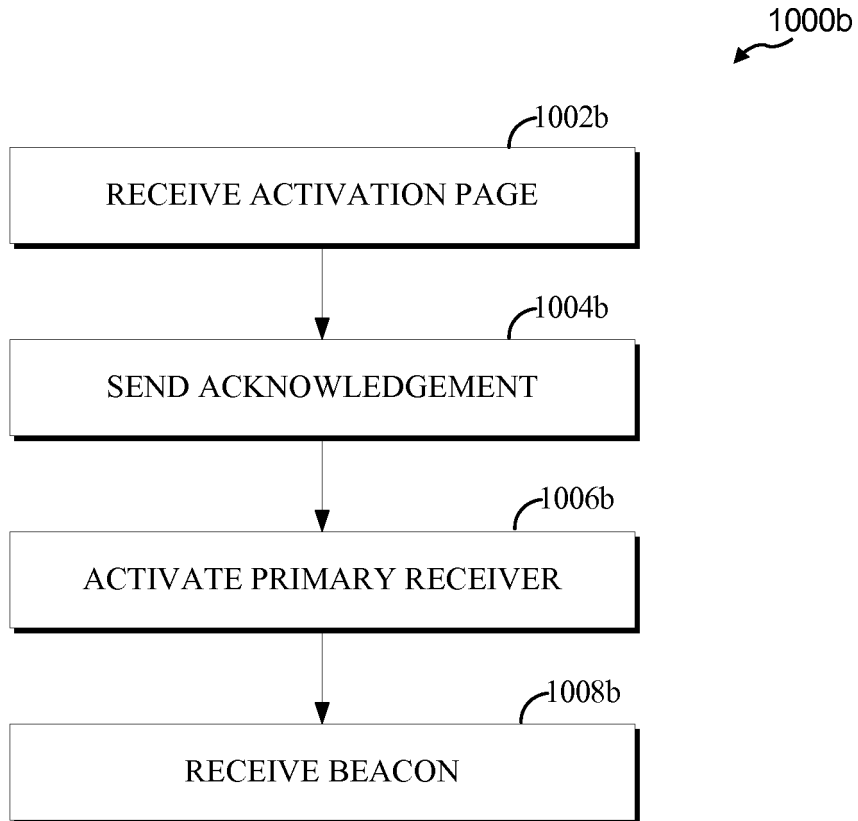 1000b
1002b
RECEIVE ACTIVATION PAGE
1004b
SEND ACKNOWLEDGEMENT
1006b
ACTIVATE PRIMARY RECEIVER
1008b
RECEIVE BEACON